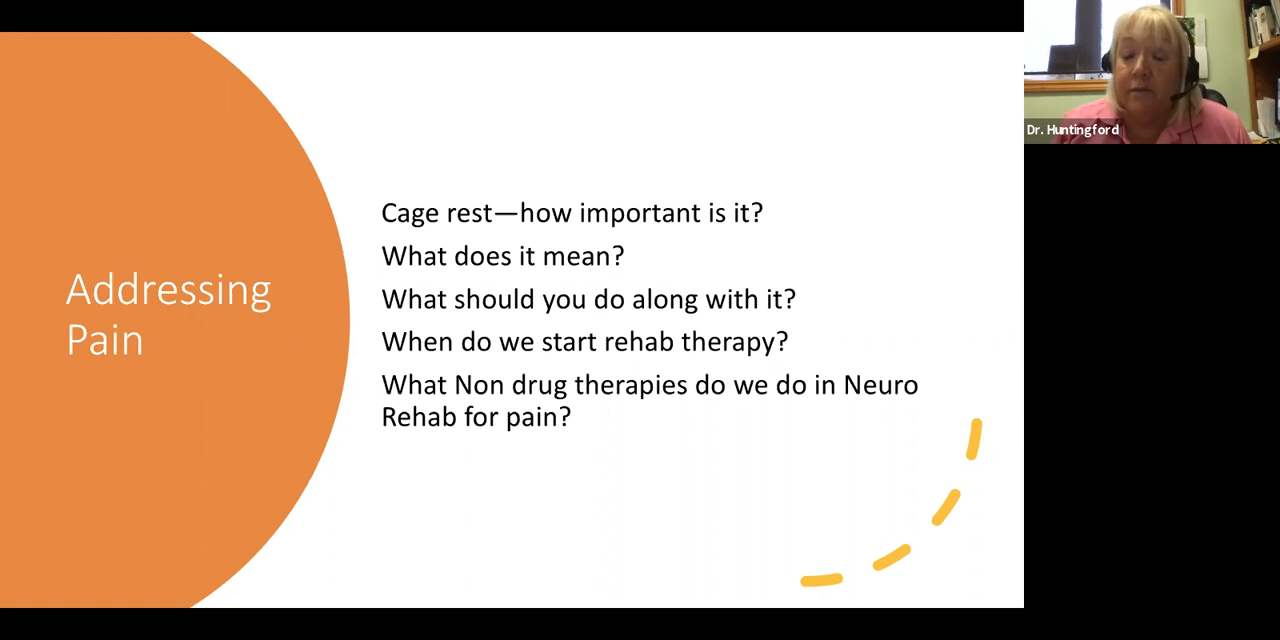 Addressing
Pain
Cage rest—how important is it?
What does it mean?
What should you do along with it?
When do we start rehab therapy?
What Non drug therapies do we do in Neuro
Rehab for pain?
Dr. Huntingford